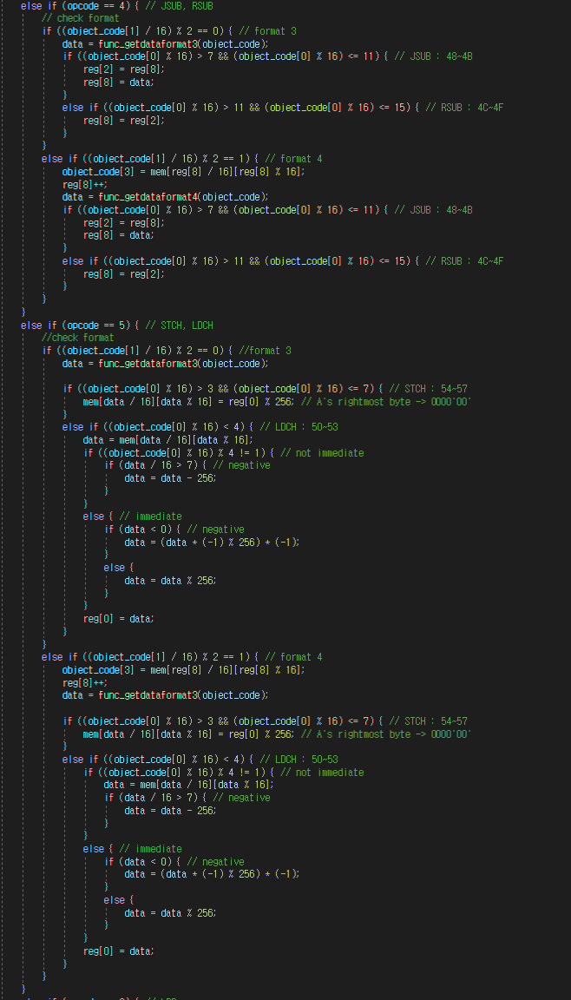 else if (opcode == 4) { // JSUB, RSUB
// check format
if ((object_code[1] / 16) % 2 == 0) { // format 3
data = func_getdataformat3(object_code);
if ((object_code[0] % 16) > 7 && (object_code[0] % 16) <= 11) { // JSUB : 48~4B
reg[2] = reg[8];
reg[8] = data;
}
else if ((object_code[0] % 16) > 11 && (object_code[0] % 16) <= 15) { // RSUB : 4C~4F
reg[8] = reg[2];
}
}
else if ((object_code[1] / 16) % 2 == 1) { // format 4
object_code[3] = mem[reg[8] / 16][reg[8] % 16];
reg[8]++;
data = func_getdataformat4(object_code);
if ((object_code[0] % 16) > 7 && (object_code[0] % 16) <= 11) { // JSUB : 48~4B
reg[2] = reg[8];
reg[8] = data;
}
else if ((object_code[0] % 16) > 11 && (object_code[0] % 16) <= 15) { // RSUB : 4C~4F
reg[8] = reg[2];
}
}
}
else if (opcode == 5) { // STCH, LDCH
//check format
if ((object_code[1] / 16) % 2 == 0) { //format 3
data = func_getdataformat3(object_code);
if ((object_code[0] % 16) > 3 && (object_code[0] % 16) <= 7) { // STCH : 54~57
mem[data / 16][data % 16] = reg[0] % 256; // A's rightmost byte -> 0000'00'
}
else if ((object_code[0] % 16) < 4) { // LDCH : 50~53
data = mem[data / 16][data % 16];
if ((object_code[0] % 16) % 4 != 1) { // not immediate
if (data / 16 > 7) { // negative
data = data - 256;
}
}
else { // immediate
if (data < 0) { // negative
data = (data * (-1) % 256) * (-1);
}
else {
data = data % 256;
}
}
reg[0] = data;
}
}
else if ((object_code[1] / 16) % 2 == 1) { // format 4
object_code[3] = mem[reg[8] / 16][reg[8] % 16];
reg[8]++;
data = func_getdataformat3(object_code);
if ((object_code[0] % 16) > 3 && (object_code[0] % 16) <= 7) { // STCH : 54~57
mem[data / 16][data % 16] = reg[0] % 256; // A's rightmost byte -> 0000'00'
}
else if ((object_code[0] % 16) < 4) { // LDCH : 50~53
if ((object_code[0] % 16) % 4 != 1) { // not immediate
data = mem[data / 16][data % 16];
if (data / 16 > 7) { // negative
data = data - 256;
}
}
else { // immediate
if (data < 0) { // negative
data = (data * (-1) % 256) * (-1);
}
else {
data = data % 256;
}
}
reg[0] = data;
}
}
}